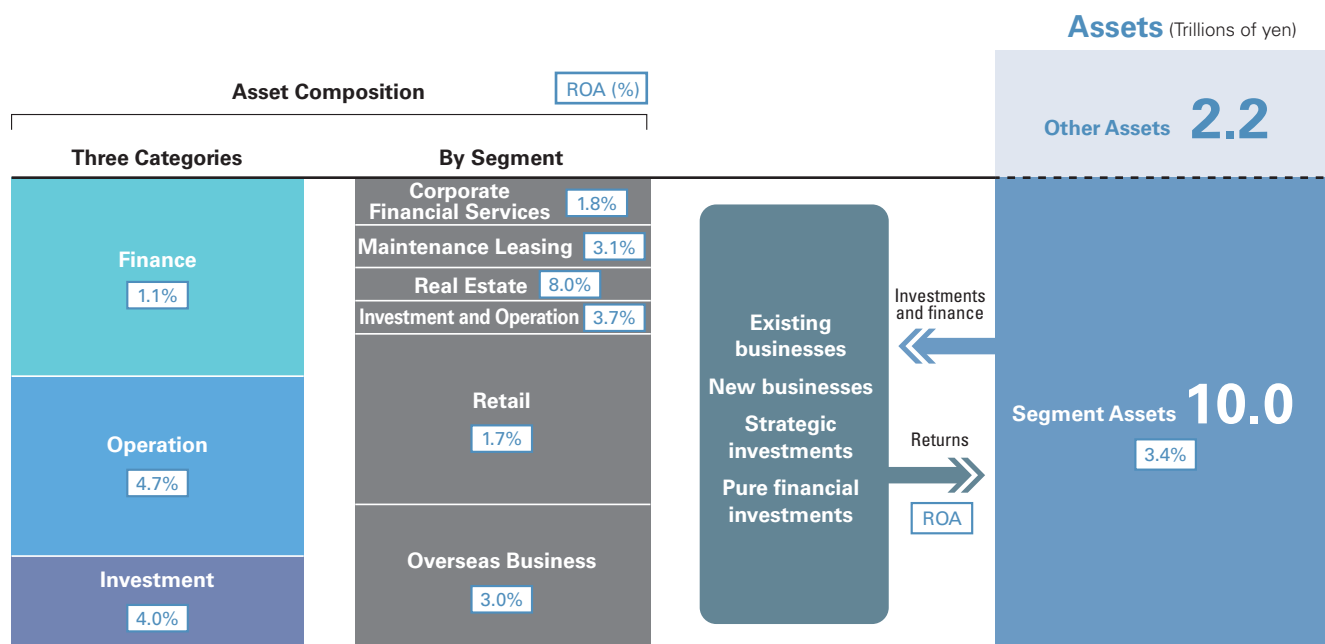 Assets (Trillions of yen)
Asset Composition
ROA (%)
Other Assets 2.2
Three Categories
By Segment
Finance
1.1%
Operation
4.7%
Investment
4.0%
Corporate
Financial Services 1.8%
Maintenance Leasing 3.1%
Real Estate 8.0%
Investment and Operation 3.7%
Retail
1.7%
Overseas Business
3.0%
Existing
businesses
New businesses
Strategic
investments
Pure financial
investments
Investments
and finance
Returns
ROA
Segment Assets 10.0
3.4%